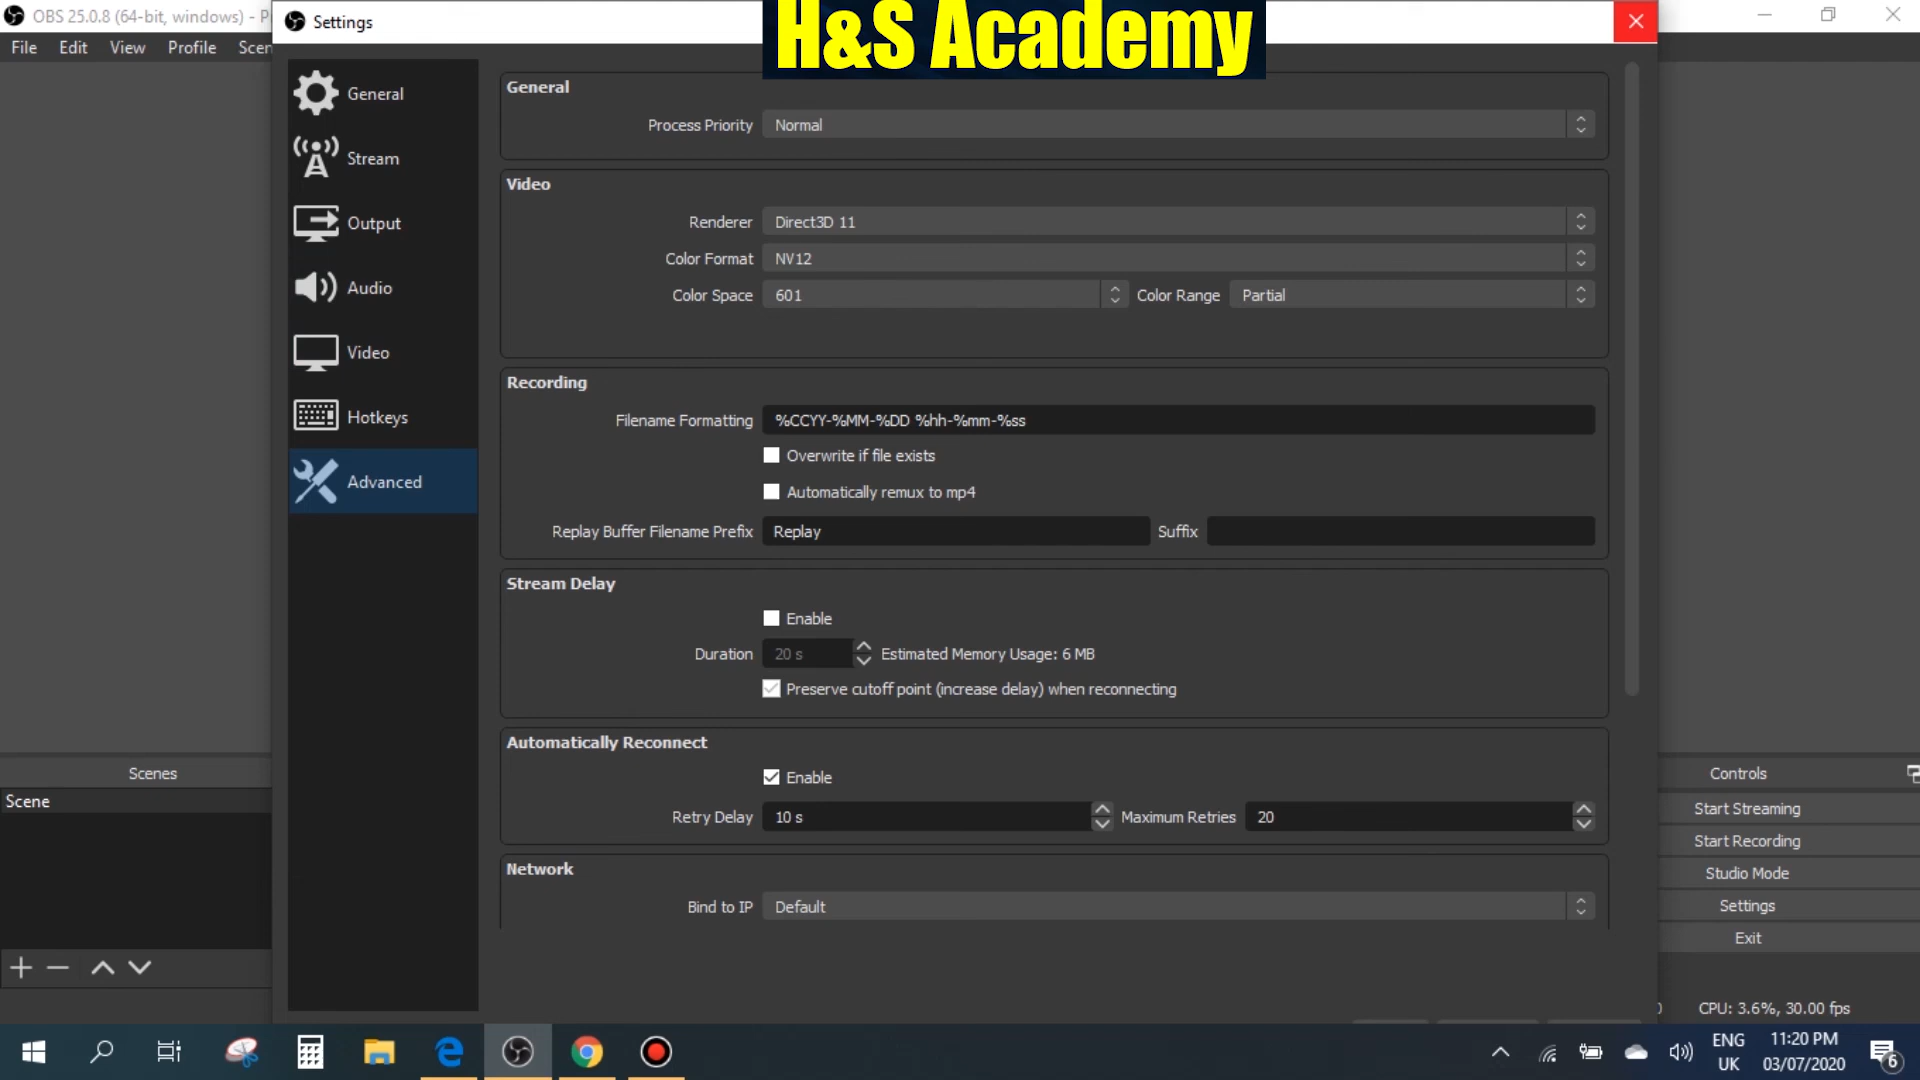 OBS 25.0.8 (64-bit, windows) - P
Settings
H&S Academy
File Edit View Profile Scen
General
Stream
Output
Audio
Video
Hotkeys
Advanced
General
Process Priority Normal
Video
Renderer Direct3D 11
Color Format NV12
Color Space 601 Color Range Partial
Recording
Filename Formatting %CCYY-%MM-%DD %hh-%mm-%ss
Overwrite if file exists
Automatically remux to mp4
Replay Buffer Filename Prefix Replay Suffix
Stream Delay
Enable
Duration 20 s Estimated Memory Usage: 6 MB
Preserve cutoff point (increase delay) when reconnecting
Automatically Reconnect
Enable
Retry Delay 10 s Maximum Retries 20
Network
Bind to IP Default
Scenes
Scene
Controls
Start Streaming
Start Recording
Studio Mode
Settings
Exit
0 CPU: 3.6%, 30.00 fps
ENG
UK
11:20 PM
03/07/2020
6